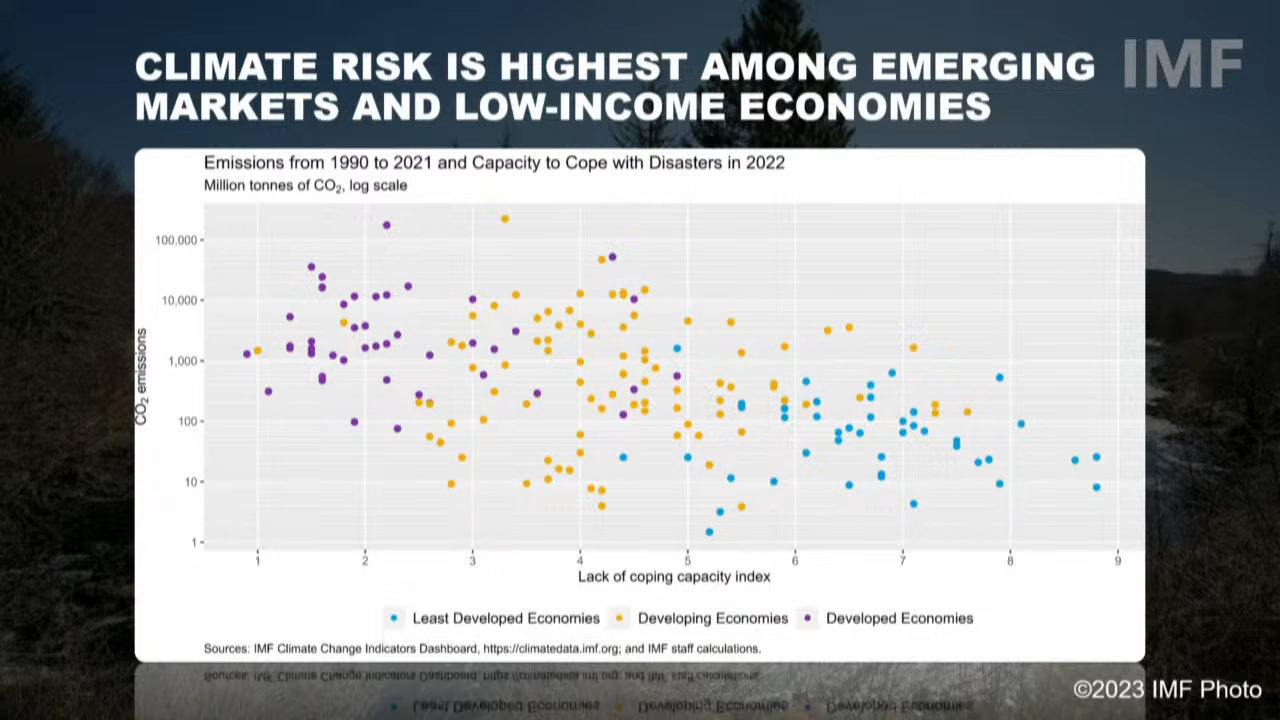 CLIMATE RISK IS HIGHEST AMONG EMERGING
MARKETS AND LOW-INCOME ECONOMIES
IMF
Emissions from 1990 to 2021 and Capacity to Cope with Disasters in 2022
Million tonnes of CO₂, log scale
CO₂ emissions
100,000
10,000
1,000
100
10
1
1 2 3 4 5 6 7 8 9
Lack of coping capacity index
Least Developed Economies Developing Economies Developed Economies
Sources: IMF Climate Change Indicators Dashboard, https://climatedata.imf.org; and IMF staff calculations.
©2023 IMF Photo